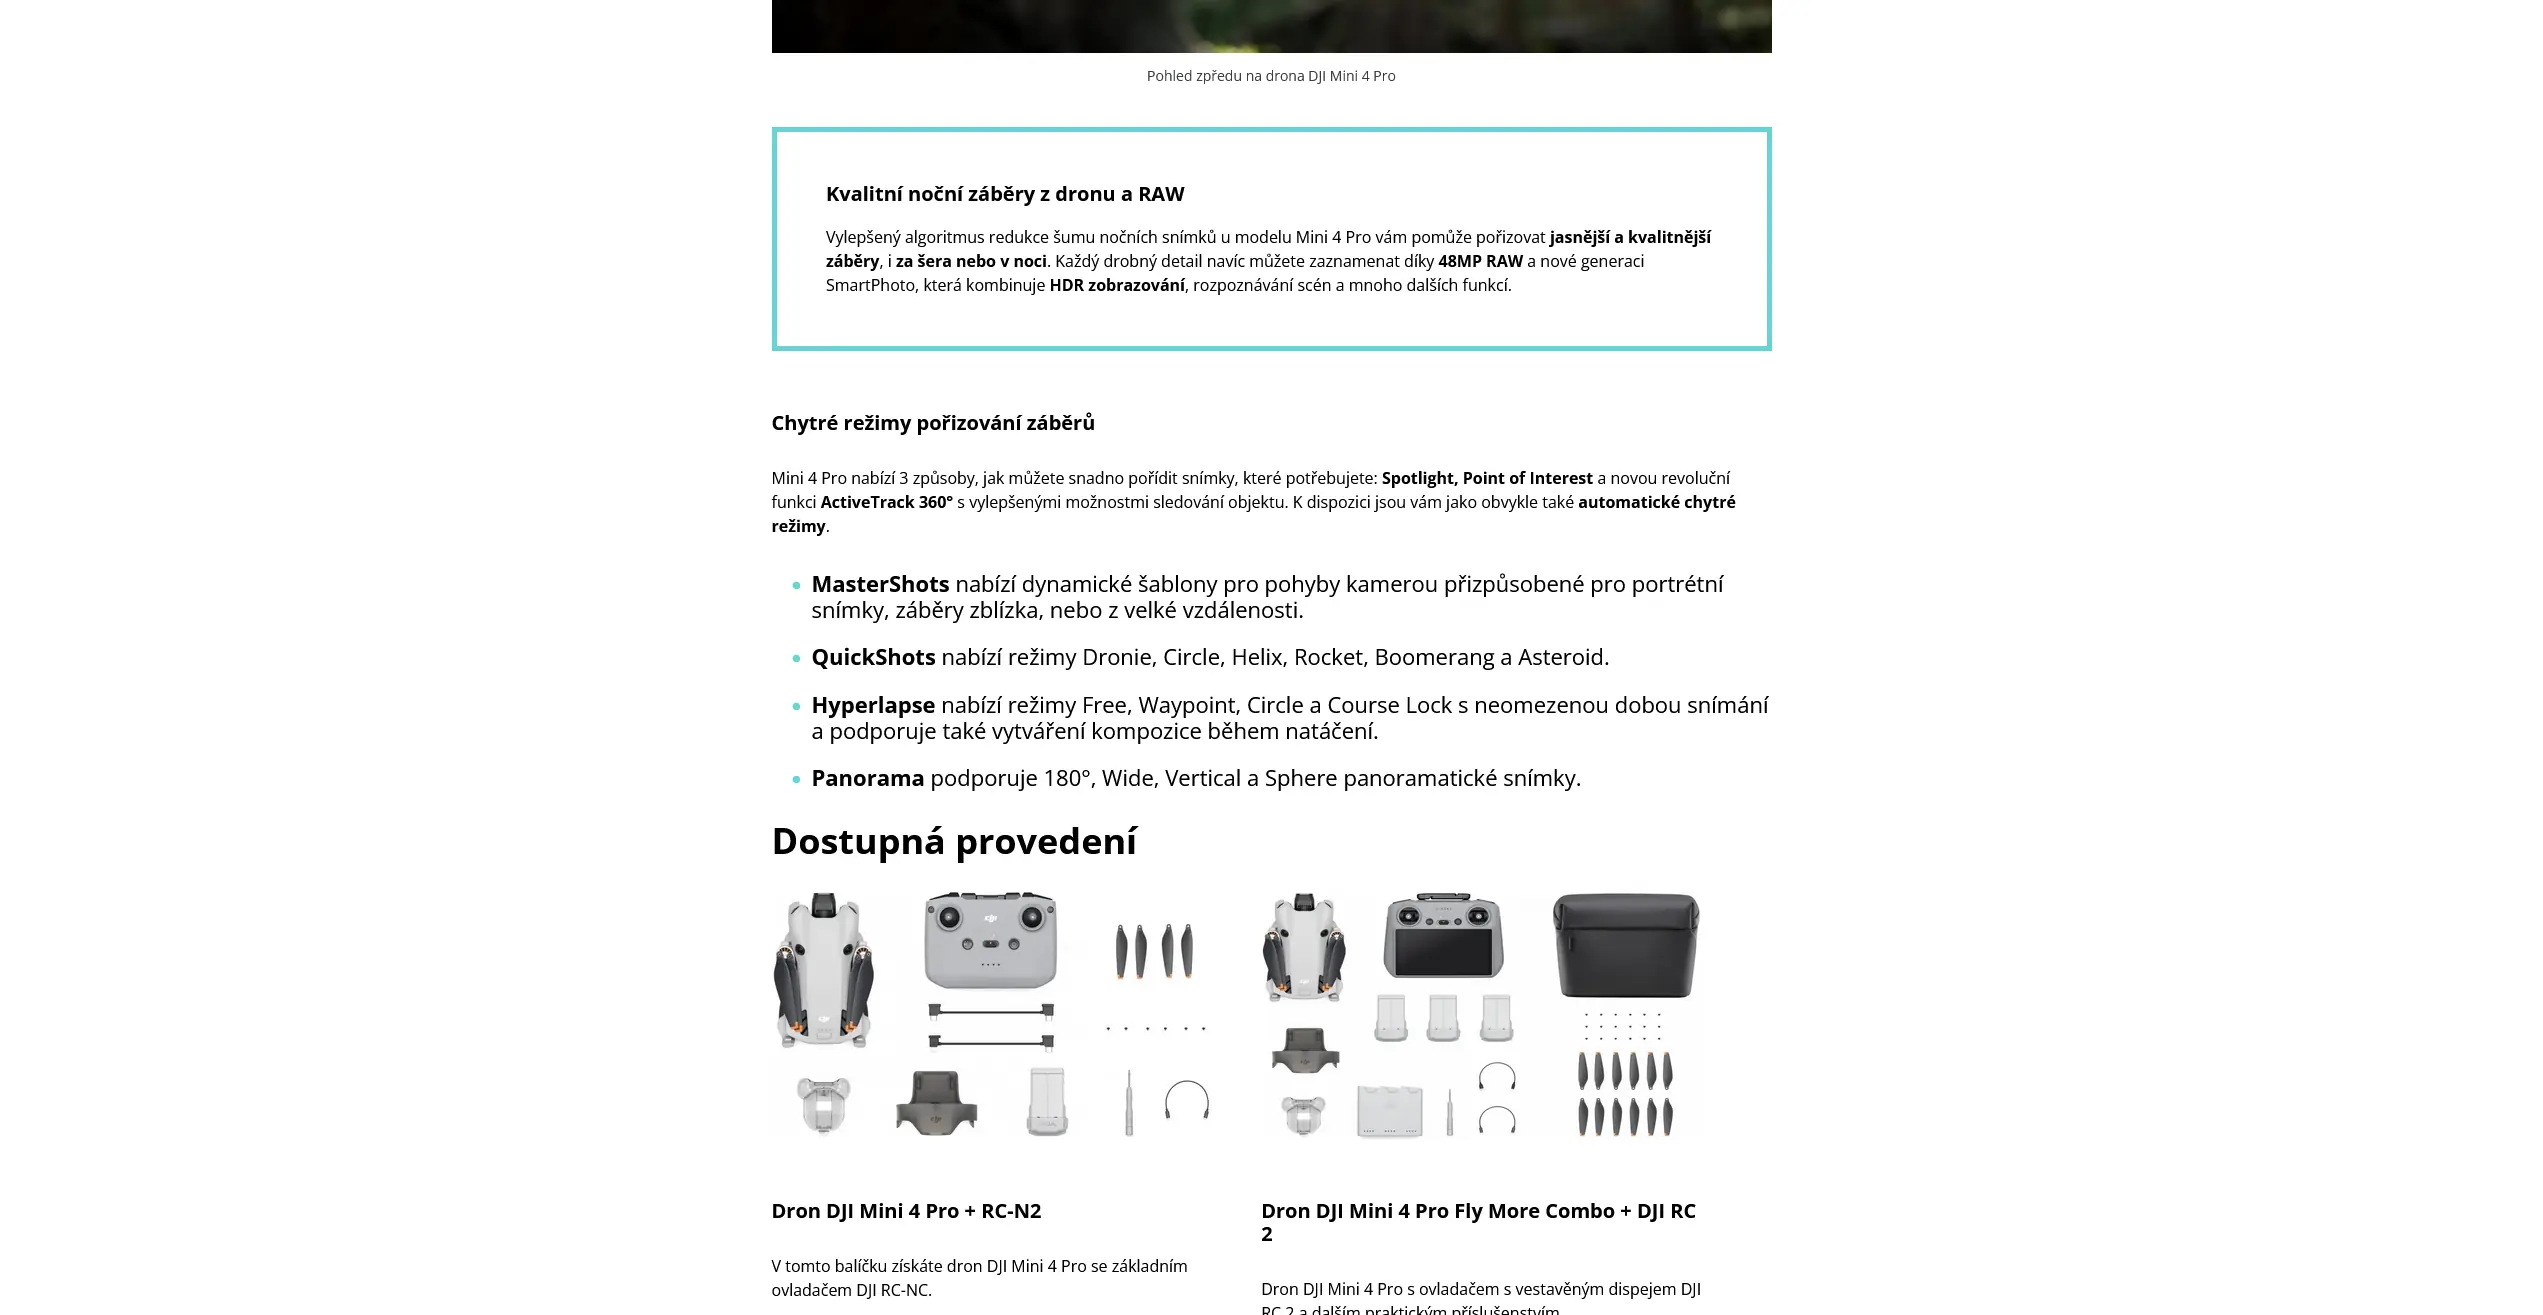 Pohled zpředu na drona DJI Mini 4 Pro
Kvalitní noční záběry z dronu a RAW
Vylepšený algoritmus redukce šumu nočních snímků u modelu Mini 4 Pro vám pomůže pořizovat jasnější a kvalitnější
záběry, i za šera nebo v noci. Každý drobný detail navíc můžete zaznamenat díky 48MP RAW a nové generaci
SmartPhoto, která kombinuje HDR zobrazování, rozpoznávání scén a mnoho dalších funkcí.
Chytré režimy pořizování záběrů
Mini 4 Pro nabízí 3 způsoby, jak můžete snadno pořídit snímky, které potřebujete: Spotlight, Point of Interest a novou revoluční
funkci ActiveTrack 360° s vylepšenými možnostmi sledování objektu. K dispozici jsou vám jako obvykle také automatické chytré
režimy.
MasterShots nabízí dynamické šablony pro pohyby kamerou přizpůsobené pro portrétní
snímky, záběry zblízka, nebo z velké vzdálenosti.
QuickShots nabízí režimy Dronie, Circle, Helix, Rocket, Boomerang a Asteroid.
Hyperlapse nabízí režimy Free, Waypoint, Circle a Course Lock s neomezenou dobou snímání
a podporuje také vytváření kompozice během natáčení.
Panorama podporuje 180°, Wide, Vertical a Sphere panoramatické snímky.
Dostupná provedení
Dron DJI Mini 4 Pro + RC-N2
V tomto balíčku získáte dron DJI Mini 4 Pro se základním
ovladačem DJI RC-NC.
Dron DJI Mini 4 Pro Fly More Combo + DJI RC
2
Dron DJI Mini 4 Pro s ovladačem s vestavěným dispejem DJI
RC 2 a dalším praktickým příslušenstvím